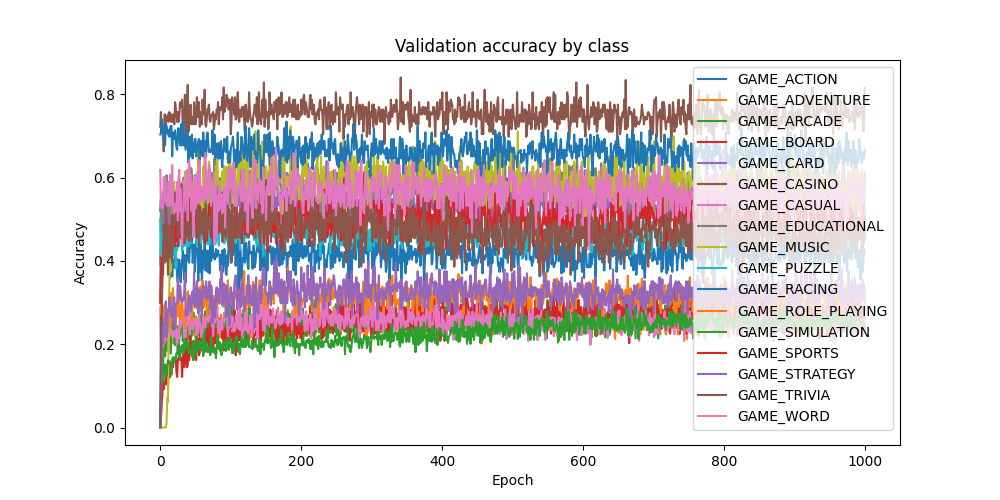 Validation accuracy by class
Accuracy
0.8
0.6
0.4
0.2
0.0
GAME_ACTION
GAME_ADVENTURE
GAME_ARCADE
GAME_BOARD
GAME_CARD
GAME_CASINO
GAME_CASUAL
GAME_EDUCATIONAL
GAME_MUSIC
GAME_PUZZLE
GAME_RACING
GAME_ROLE_PLAYING
GAME_SIMULATION
GAME_SPORTS
GAME_STRATEGY
GAME_TRIVIA
GAME_WORD
0 200 400 600 800 1000
Epoch